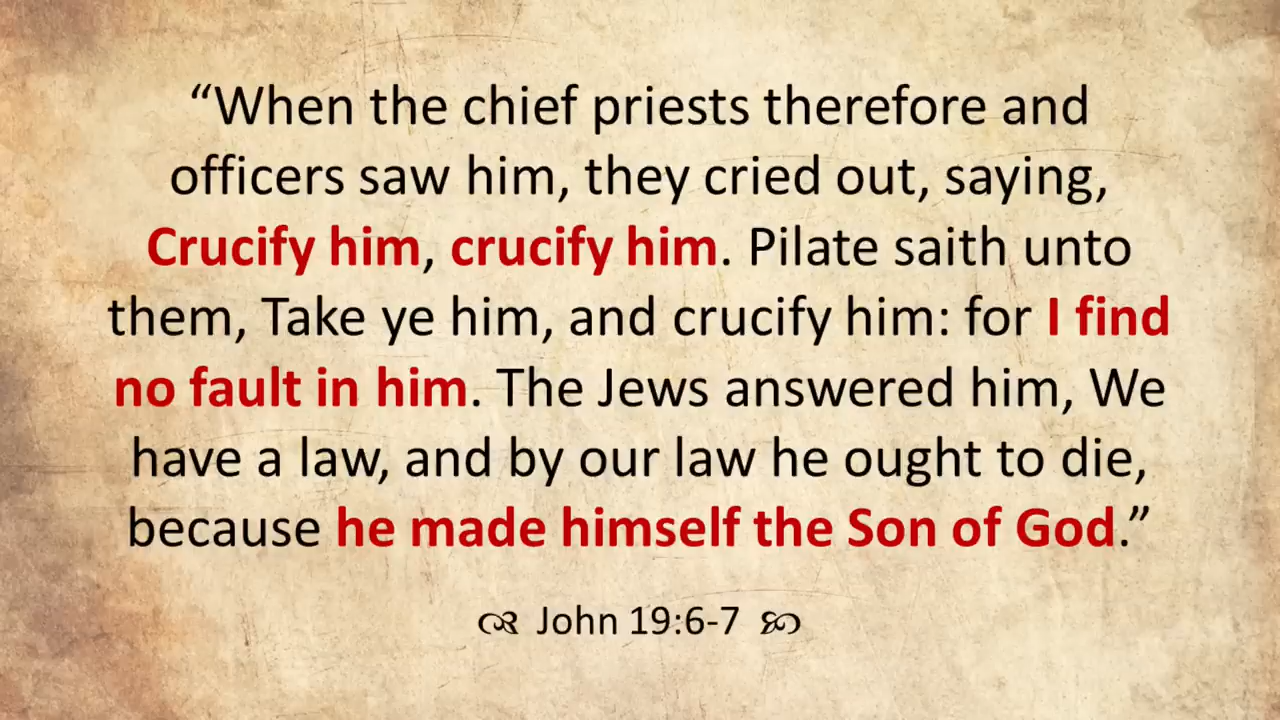 “When the chief priests therefore and
officers saw him, they cried out, saying,
Crucify him, crucify him. Pilate saith unto
them, Take ye him, and crucify him: for I find
no fault in him. The Jews answered him, We
have a law, and by our law he ought to die,
because he made himself the Son of God.”
John 19:6-7